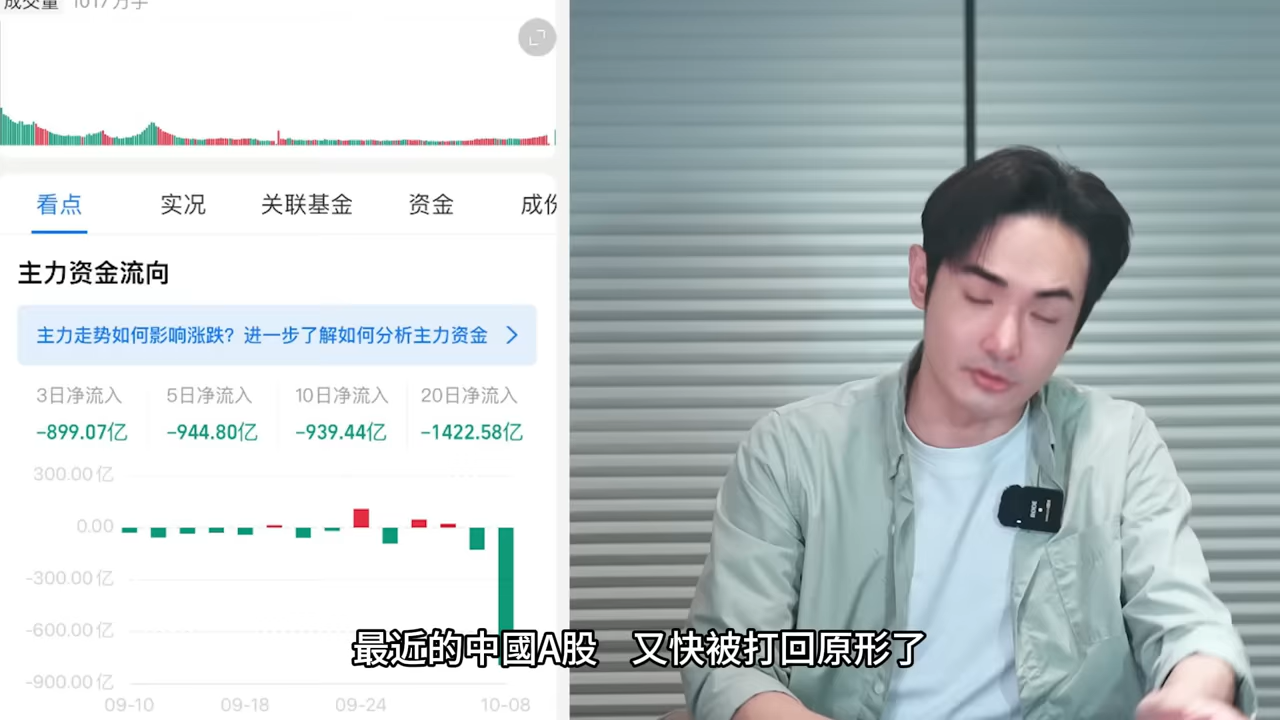 成交量 1017万手
看点 实况 关联基金 资金 成份
主力资金流向
主力走势如何影响涨跌？进一步了解如何分析主力资金
3日净流入 5日净流入 10日净流入 20日净流入
-899.07亿 -944.80亿 -939.44亿 -1422.58亿
300.00亿
0.00
-300.00亿
-600.00亿
-900.00亿
09-10 09-18 09-24 10-08
最近的中國A股 又快被打回原形了